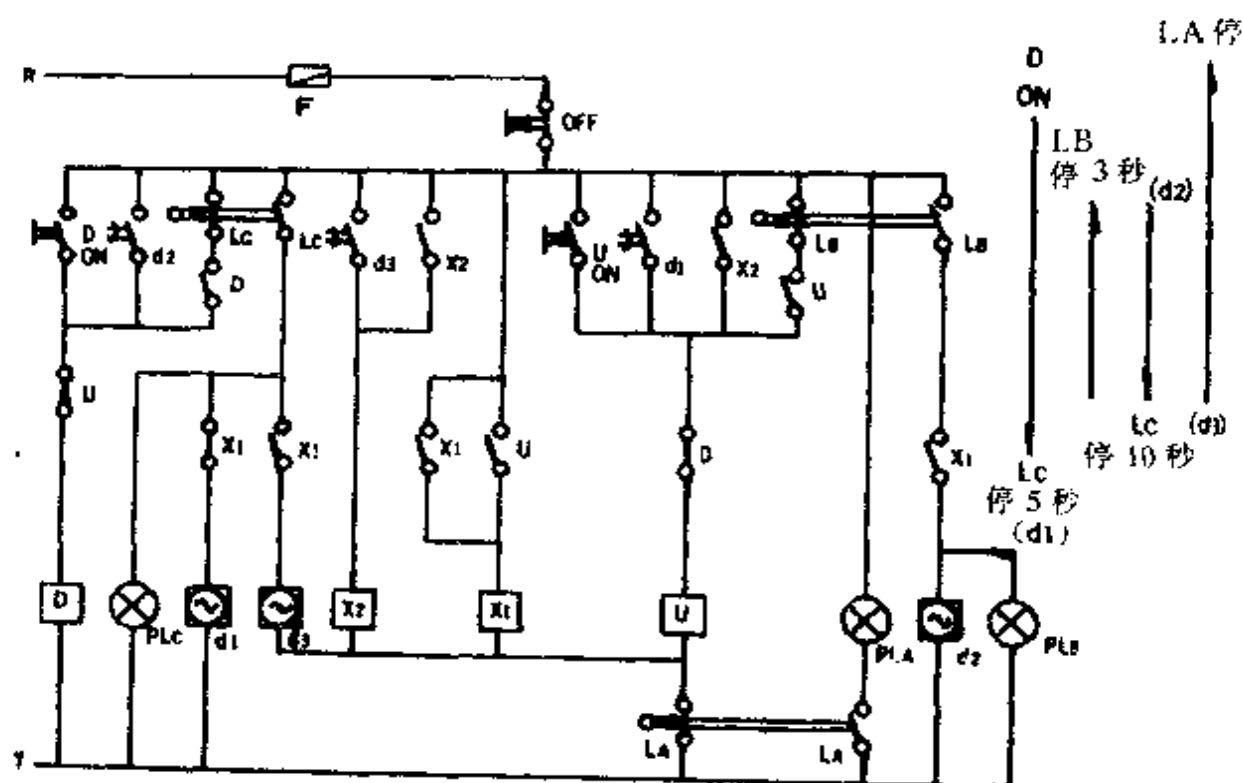 LA 停
D
ON
R
F
OFF
LB
停 3 秒
(d2)
D
ON
d2
LC
LC
D
d3
X2
U
ON
d1
X2
LB
U
LB
U
X1
X1
X1
U
D
X1
LC
停 10 秒
(d3)
LC
停 5 秒
(d1)
D
PLC
d1
d3
X2
X1
U
PLA
d2
PLB
LA
LA
T